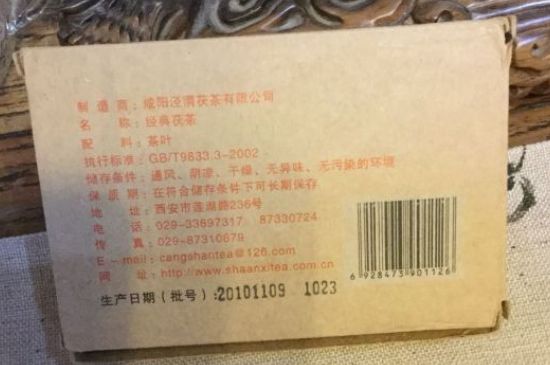 制 造 商：咸阳泾渭茯茶有限公司
名 称：经典茯茶
配 料：茶叶
执行标准：GB/T9833.3-2002
储存条件：通风、阴凉、干燥、无异味、无污染的环境
保 质 期：在符合储存条件下可长期保存
地 址：西安市莲湖路236号
电 话：029-33697317 87330724
传 真：029-87310679
E－mail：cangshantea@126.com
网 址：http://www.shaanxitea.com.cn
生产日期（批号）：20101109 1023
6 928473 901126